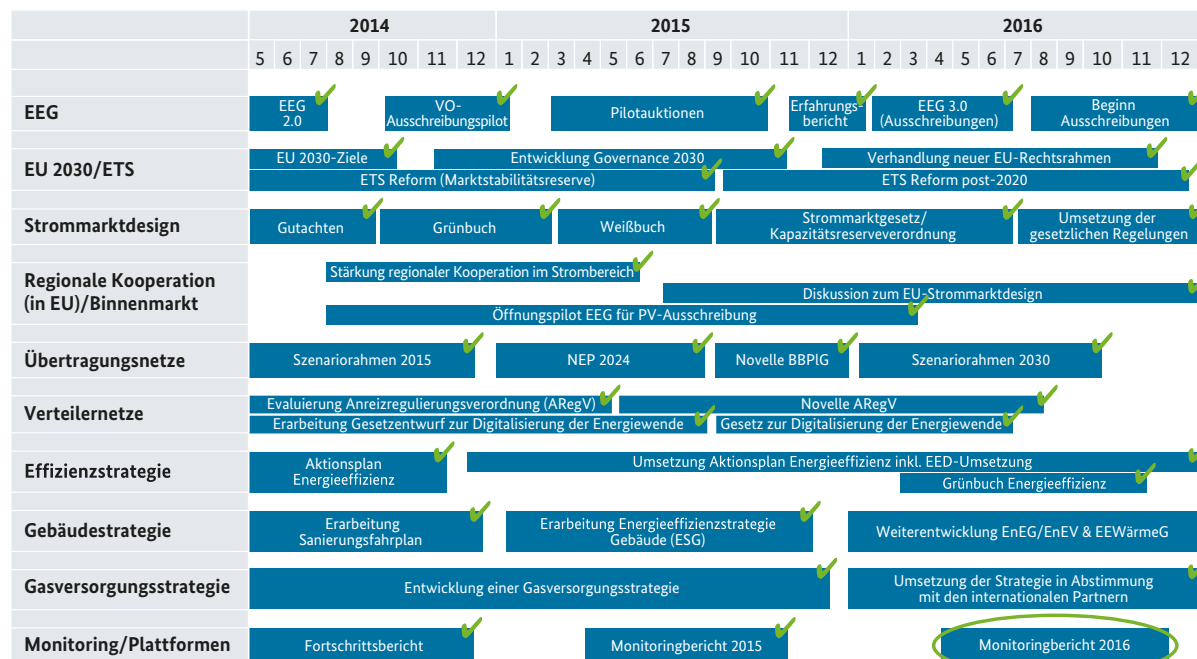 2014 2015 2016
5 6 7 8 9 10 11 12 1 2 3 4 5 6 7 8 9 10 11 12 1 2 3 4 5 6 7 8 9 10 11 12
EEG
EEG
2.0
VO-
Ausschreibungspilot
Pilotauktionen
Erfahrungs-
bericht
EEG 3.0
(Ausschreibungen)
Beginn
Ausschreibungen
EU 2030/ETS
EU 2030-Ziele
Entwicklung Governance 2030
Verhandlung neuer EU-Rechtsrahmen
ETS Reform (Marktstabilitätsreserve)
ETS Reform post-2020
Strommarktdesign
Gutachten
Grünbuch
Weißbuch
Strommarktgesetz/
Kapazitätsreserveverordnung
Umsetzung der
gesetzlichen Regelungen
Regionale Kooperation
(in EU)/Binnenmarkt
Stärkung regionaler Kooperation im Strombereich
Diskussion zum EU-Strommarktdesign
Öffnungspilot EEG für PV-Ausschreibung
Übertragungsnetze
Szenariorahmen 2015
NEP 2024
Novelle BBPlG
Szenariorahmen 2030
Verteilernetze
Evaluierung Anreizregulierungsverordnung (ARegV)
Novelle ARegV
Erarbeitung Gesetzentwurf zur Digitalisierung der Energiewende
Gesetz zur Digitalisierung der Energiewende
Effizienzstrategie
Aktionsplan
Energieeffizienz
Umsetzung Aktionsplan Energieeffizienz inkl. EED-Umsetzung
Grünbuch Energieeffizienz
Gebäudestrategie
Erarbeitung
Sanierungsfahrplan
Erarbeitung Energieeffizienzstrategie
Gebäude (ESG)
Weiterentwicklung EnEG/EnEV & EEWärmeG
Gasversorgungsstrategie
Entwicklung einer Gasversorgungsstrategie
Umsetzung der Strategie in Abstimmung
mit den internationalen Partnern
Monitoring/Plattformen
Fortschrittsbericht
Monitoringbericht 2015
Monitoringbericht 2016